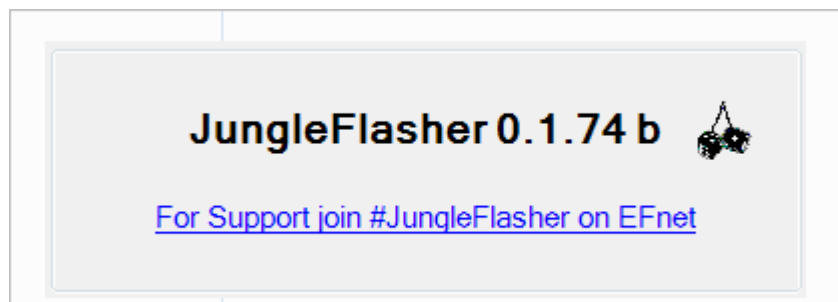 JungleFlasher 0.1.74 b
For Support join #JungleFlasher on EFnet